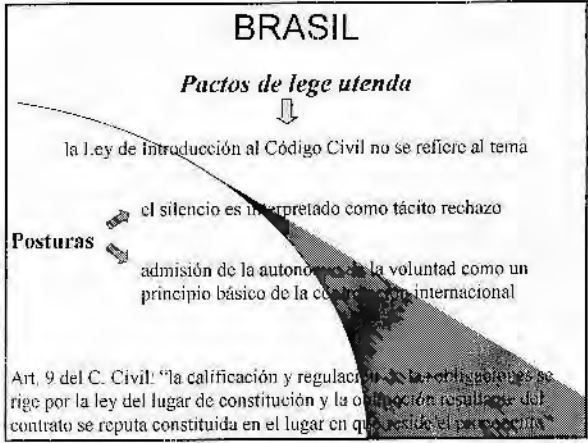 BRASIL
Pactos de lege utenda
la Ley de Introducción al Código Civil no se refiere al tema
el silencio es interpretado como tácito rechazo
Posturas
admisión de la autonomía de la voluntad como un
principio básico de la contratación internacional
Art. 9 del C. Civil: "la calificación y regulación de las obligaciones se
rige por la ley del lugar de constitución y la obligación resultante del
contrato se reputa constituida en el lugar en que reside el proponente"